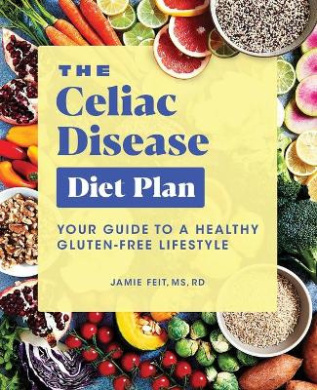 THE
Celiac
Disease
Diet Plan
YOUR GUIDE TO A HEALTHY
GLUTEN-FREE LIFESTYLE
JAMIE FEIT, MS, RD